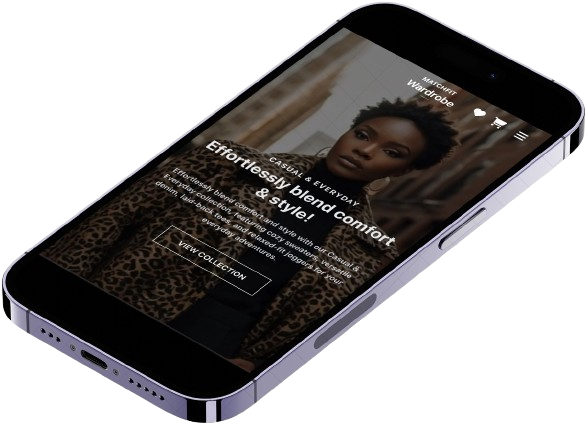 MATCHFIT
Wardrobe
CASUAL & EVERYDAY
Effortlessly blend comfort
& style!
Effortlessly blend comfort and style with our Casual &
Everyday collection, featuring cozy sweaters, versatile
denim, laid-back tees, and relaxed-fit joggers for your
everyday adventures.
VIEW COLLECTION